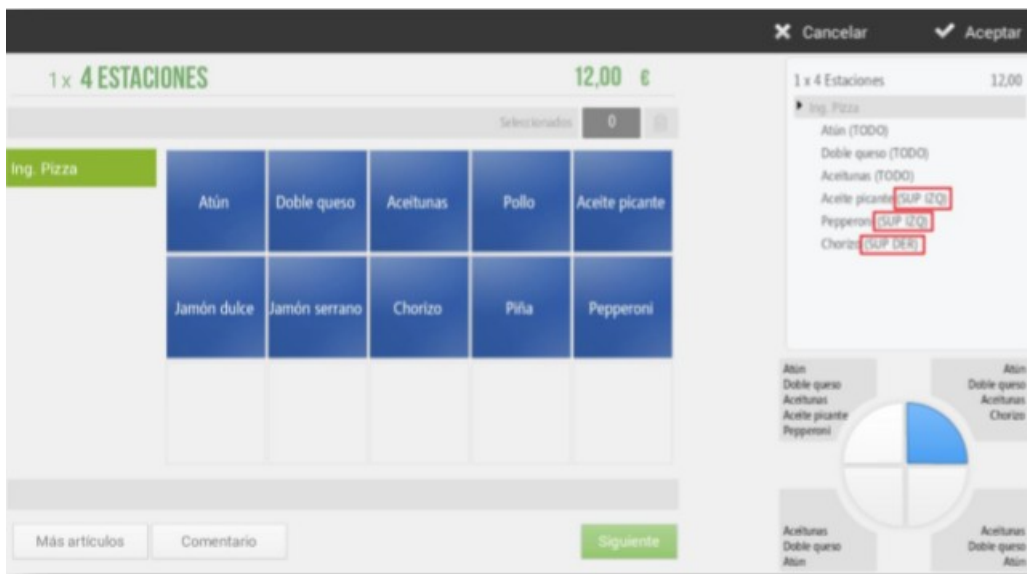 Cancelar
Aceptar
1x 4 ESTACIONES
12,00 €
Seleccionados 0
Ing. Pizza
Atún
Doble queso
Aceitunas
Pollo
Aceite picante
Jamón dulce
Jamón serrano
Chorizo
Piña
Pepperoni
Más artículos
Comentario
Siguiente
1 x 4 Estaciones 12,00
Ing. Pizza
Atún (TODO)
Doble queso (TODO)
Aceitunas (TODO)
Aceite picante (SUP IZQ)
Pepperoni (SUP IZQ)
Chorizo (SUP DER)
Atún
Doble queso
Aceitunas
Aceite picante
Pepperoni
Atún
Doble queso
Aceitunas
Chorizo
Aceitunas
Doble queso
Atún
Aceitunas
Doble queso
Atún